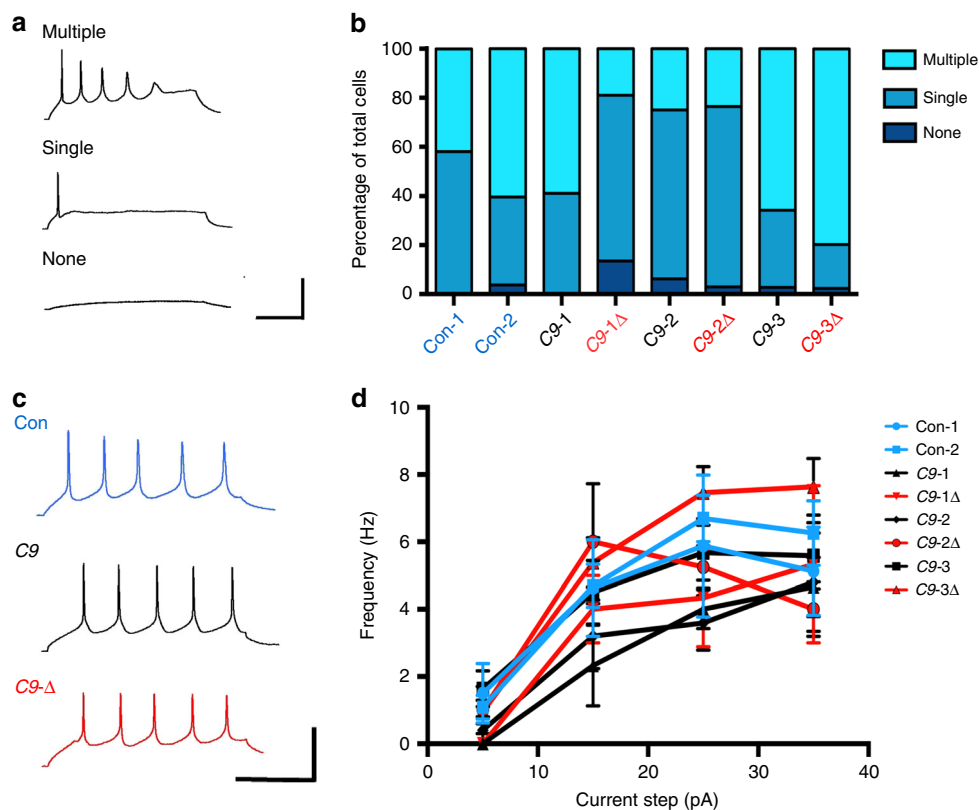 a
Multiple
Single
None
b
Percentage of total cells
100
80
60
40
20
0
Con-1
Con-2
C9-1
C9-1Δ
C9-2
C9-2Δ
C9-3
C9-3Δ
Multiple
Single
None
c
Con
C9
C9-Δ
d
Frequency (Hz)
10
8
6
4
2
0
0 10 20 30 40
Current step (pA)
Con-1
Con-2
C9-1
C9-1Δ
C9-2
C9-2Δ
C9-3
C9-3Δ